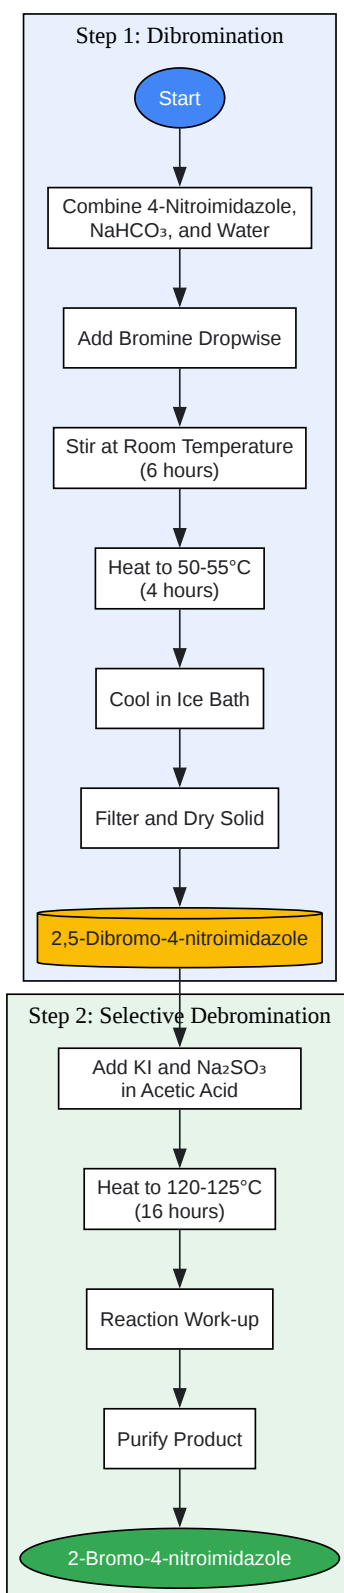 Step 1: Dibromination
Start
Combine 4-Nitroimidazole,
NaHCO₃, and Water
Add Bromine Dropwise
Stir at Room Temperature
(6 hours)
Heat to 50-55°C
(4 hours)
Cool in Ice Bath
Filter and Dry Solid
2,5-Dibromo-4-nitroimidazole
Step 2: Selective Debromination
Add KI and Na₂SO₃
in Acetic Acid
Heat to 120-125°C
(16 hours)
Reaction Work-up
Purify Product
2-Bromo-4-nitroimidazole